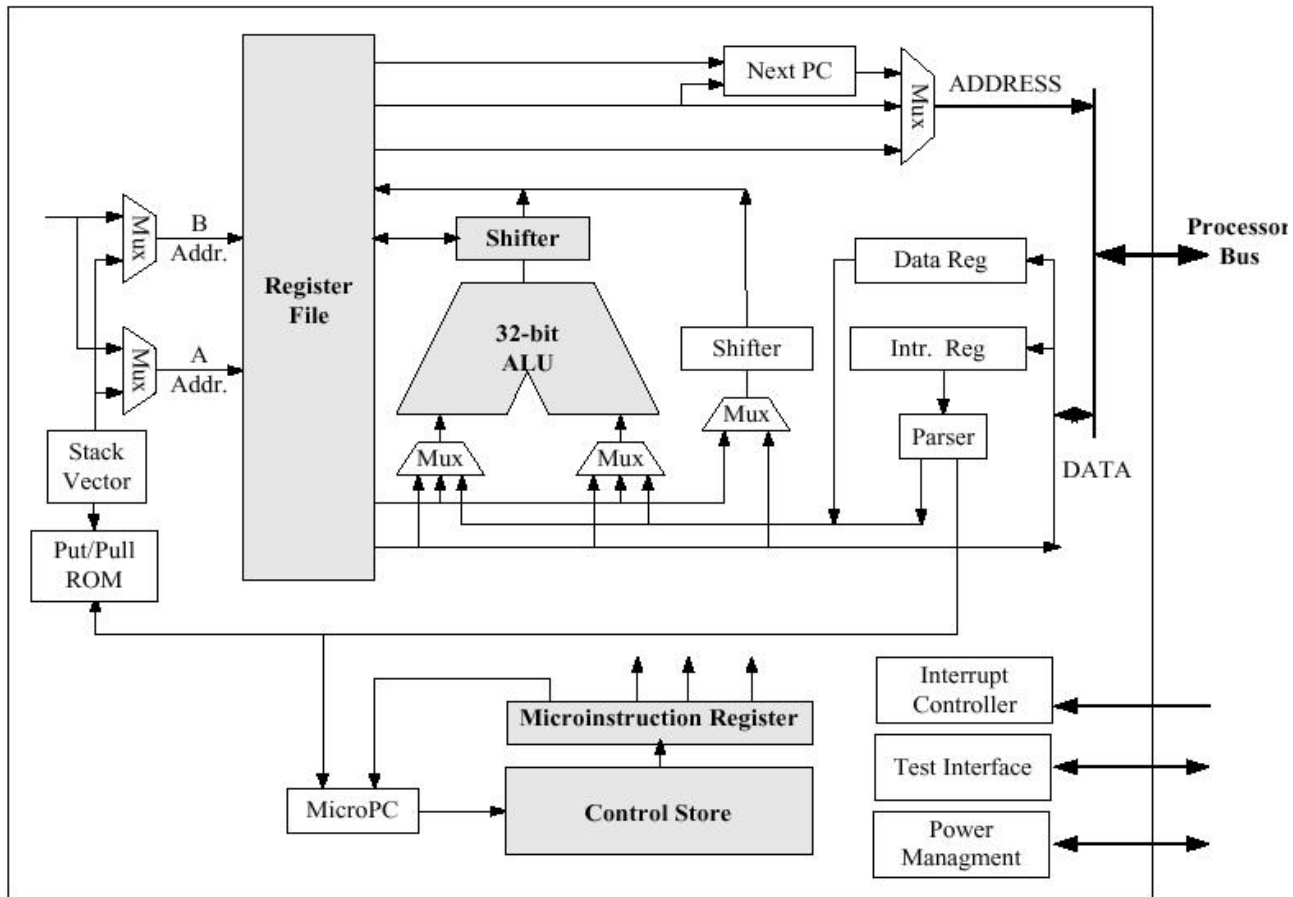 Next PC
Mux
ADDRESS
Mux
B
Addr.
Shifter
Processor
Bus
Data Reg
Register
File
32-bit
ALU
Shifter
Intr. Reg
Mux
A
Addr.
Mux
Parser
Stack
Vector
Mux
Mux
DATA
Put/Pull
ROM
Interrupt
Controller
Microinstruction Register
Test Interface
MicroPC
Control Store
Power
Managment